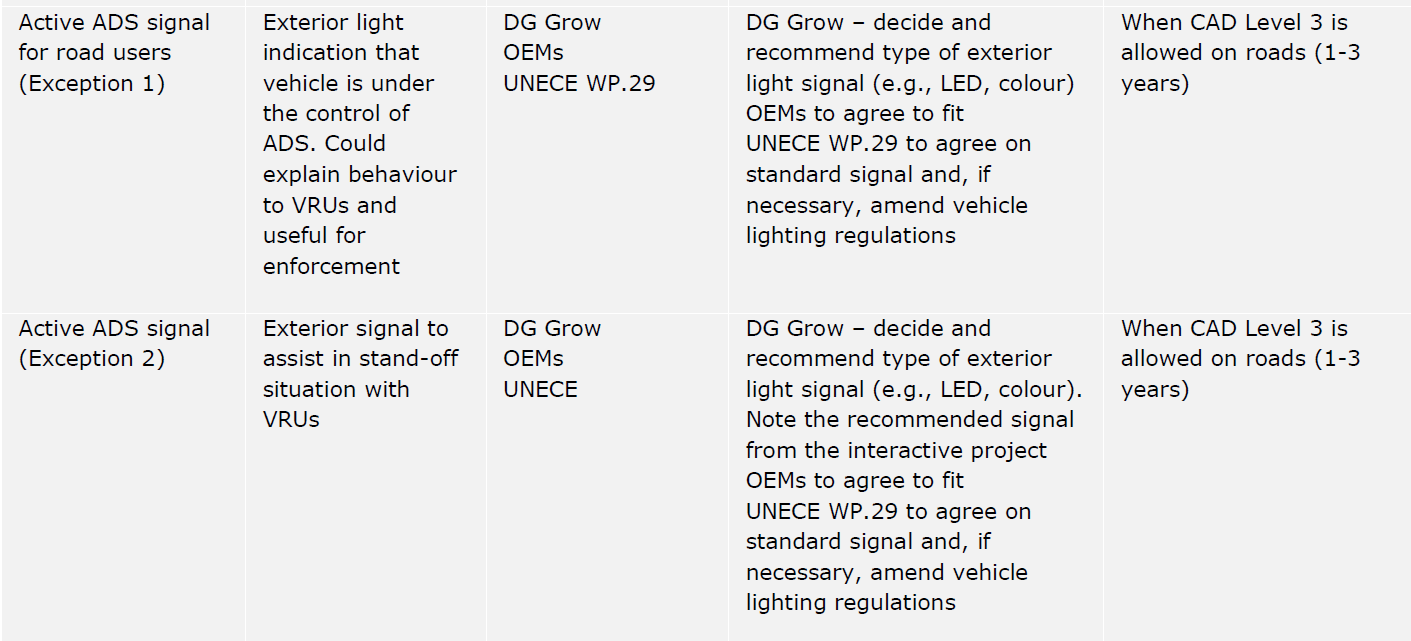 Active ADS signal
for road users
(Exception 1)
Exterior light
indication that
vehicle is under
the control of
ADS. Could
explain behaviour
to VRUs and
useful for
enforcement
DG Grow
OEMs
UNECE WP.29
DG Grow – decide and
recommend type of exterior
light signal (e.g., LED, colour)
OEMs to agree to fit
UNECE WP.29 to agree on
standard signal and, if
necessary, amend vehicle
lighting regulations
When CAD Level 3 is
allowed on roads (1-3
years)
Active ADS signal
(Exception 2)
Exterior signal to
assist in stand-off
situation with
VRUs
DG Grow
OEMs
UNECE
DG Grow – decide and
recommend type of exterior
light signal (e.g., LED, colour).
Note the recommended signal
from the interactive project
OEMs to agree to fit
UNECE WP.29 to agree on
standard signal and, if
necessary, amend vehicle
lighting regulations
When CAD Level 3 is
allowed on roads (1-3
years)